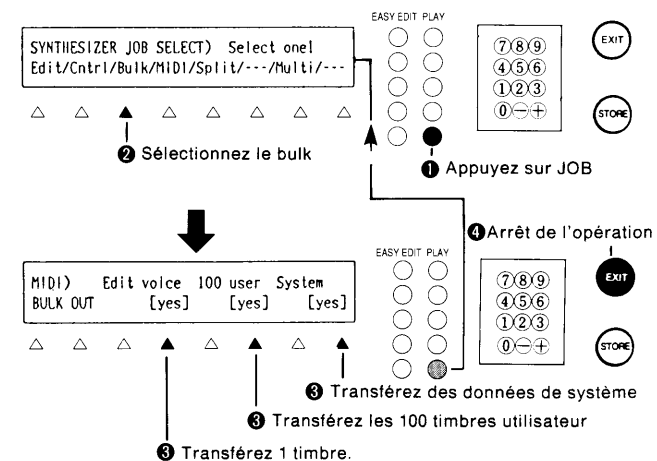 EASY EDIT PLAY
SYNTHESIZER JOB SELECT) Select one!
Edit/Cntrl/Bulk/MIDI/Split/---/Multi/---
7 8 9
4 5 6
1 2 3
0 − +
EXIT
STORE
❷ Sélectionnez le bulk
❶ Appuyez sur JOB
❹ Arrêt de l'opération
EASY EDIT PLAY
MIDI) Edit voice 100 user System
BULK OUT [yes] [yes] [yes]
7 8 9
4 5 6
1 2 3
0 − +
EXIT
STORE
❸ Transférez des données de système
❸ Transférez les 100 timbres utilisateur
❸ Transférez 1 timbre.